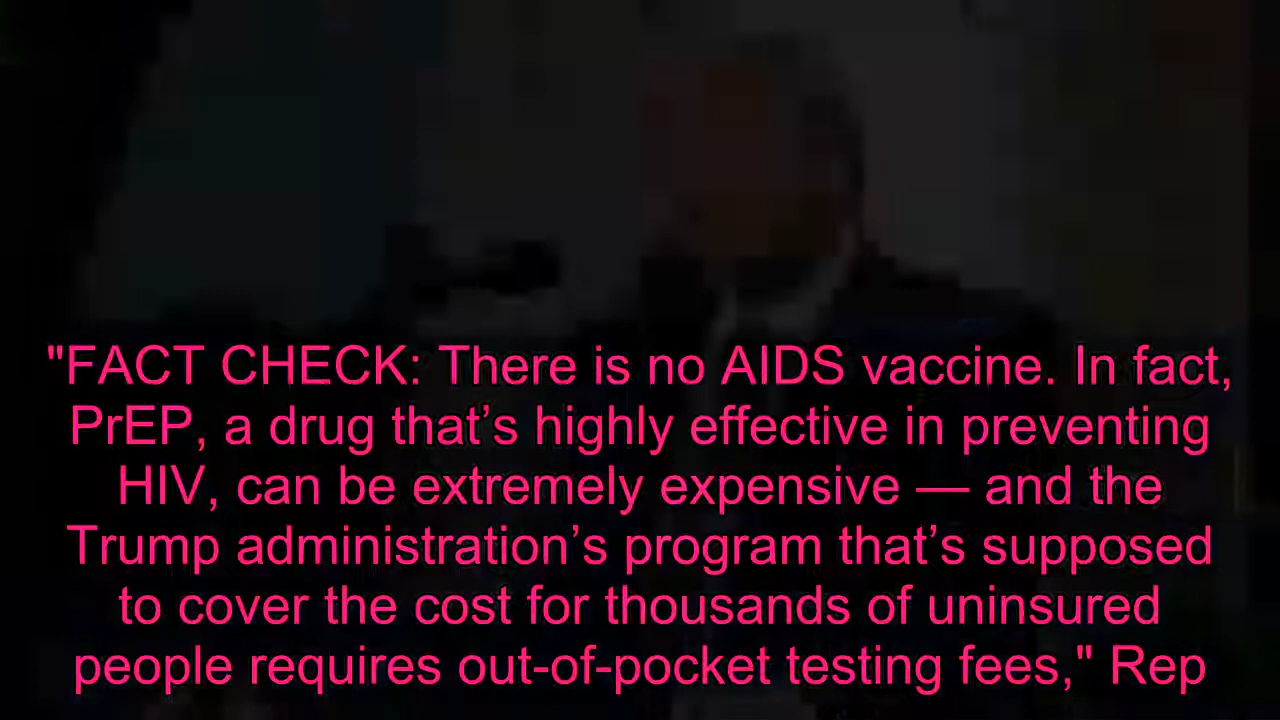 "FACT CHECK: There is no AIDS vaccine. In fact,
PrEP, a drug that’s highly effective in preventing
HIV, can be extremely expensive — and the
Trump administration’s program that’s supposed
to cover the cost for thousands of uninsured
people requires out-of-pocket testing fees," Rep